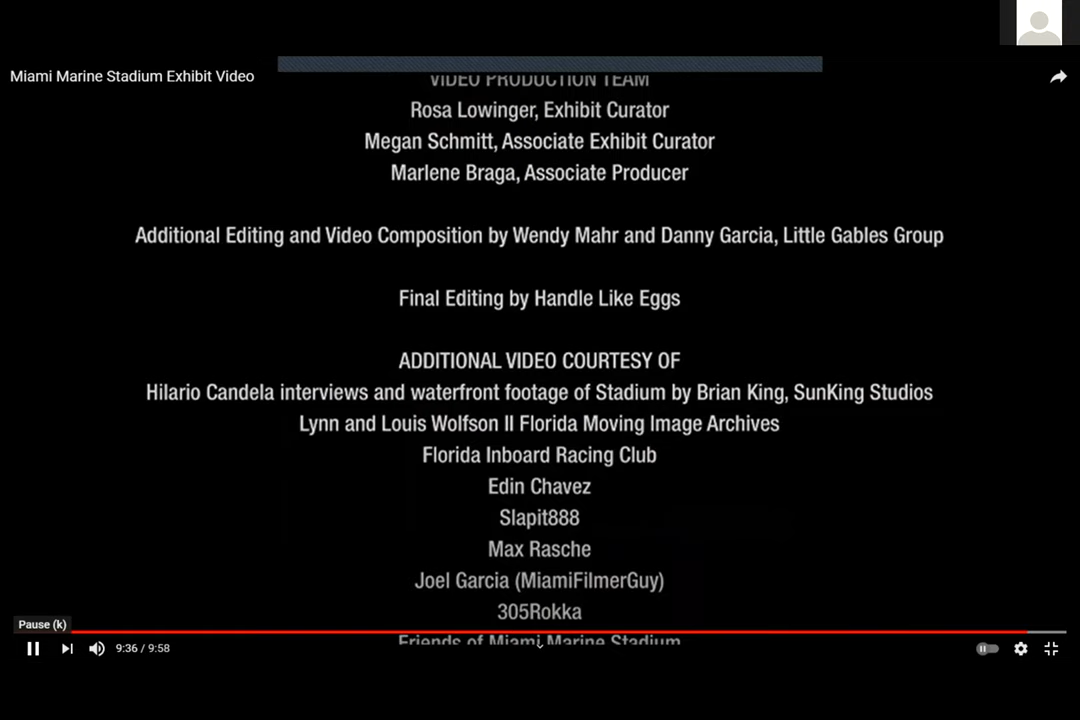 Miami Marine Stadium Exhibit Video
VIDEO PRODUCTION TEAM
Rosa Lowinger, Exhibit Curator
Megan Schmitt, Associate Exhibit Curator
Marlene Braga, Associate Producer
Additional Editing and Video Composition by Wendy Mahr and Danny Garcia, Little Gables Group
Final Editing by Handle Like Eggs
ADDITIONAL VIDEO COURTESY OF
Hilario Candela interviews and waterfront footage of Stadium by Brian King, SunKing Studios
Lynn and Louis Wolfson II Florida Moving Image Archives
Florida Inboard Racing Club
Edin Chavez
Slapit888
Max Rasche
Joel Garcia (MiamiFilmerGuy)
305Rokka
Friends of Miami Marine Stadium
Pause (k)
9:36 / 9:58